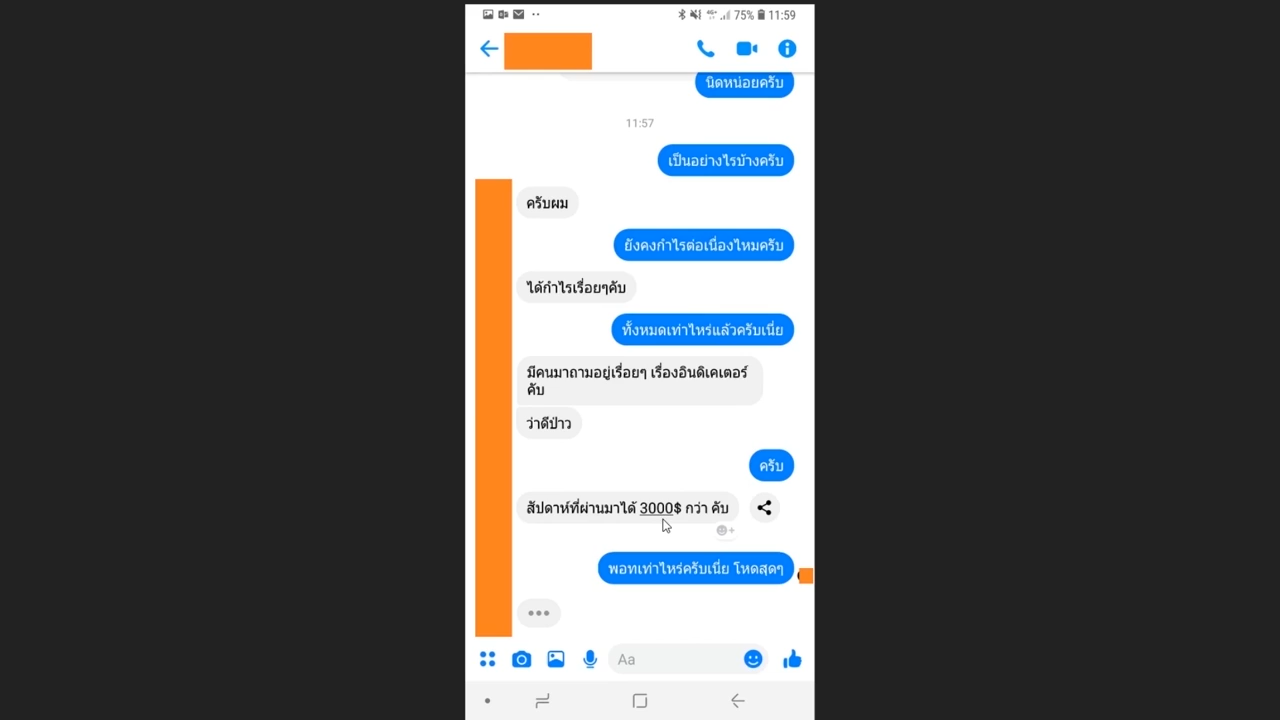 75% 11:59
นิดหน่อยครับ
11:57
เป็นอย่างไรบ้างครับ
ครับผม
ยังคงกำไรต่อเนื่องไหมครับ
ได้กำไรเรื่อยๆคับ
ทั้งหมดเท่าไหร่แล้วครับเนี่ย
มีคนมาถามอยู่เรื่อยๆ เรื่องอินดิเคเตอร์
คับ
ว่าดีป่าว
ครับ
สัปดาห์ที่ผ่านมาได้ 3000$ กว่า คับ
พอทเท่าไหร่ครับเนี่ย โหดสุดๆ
Aa